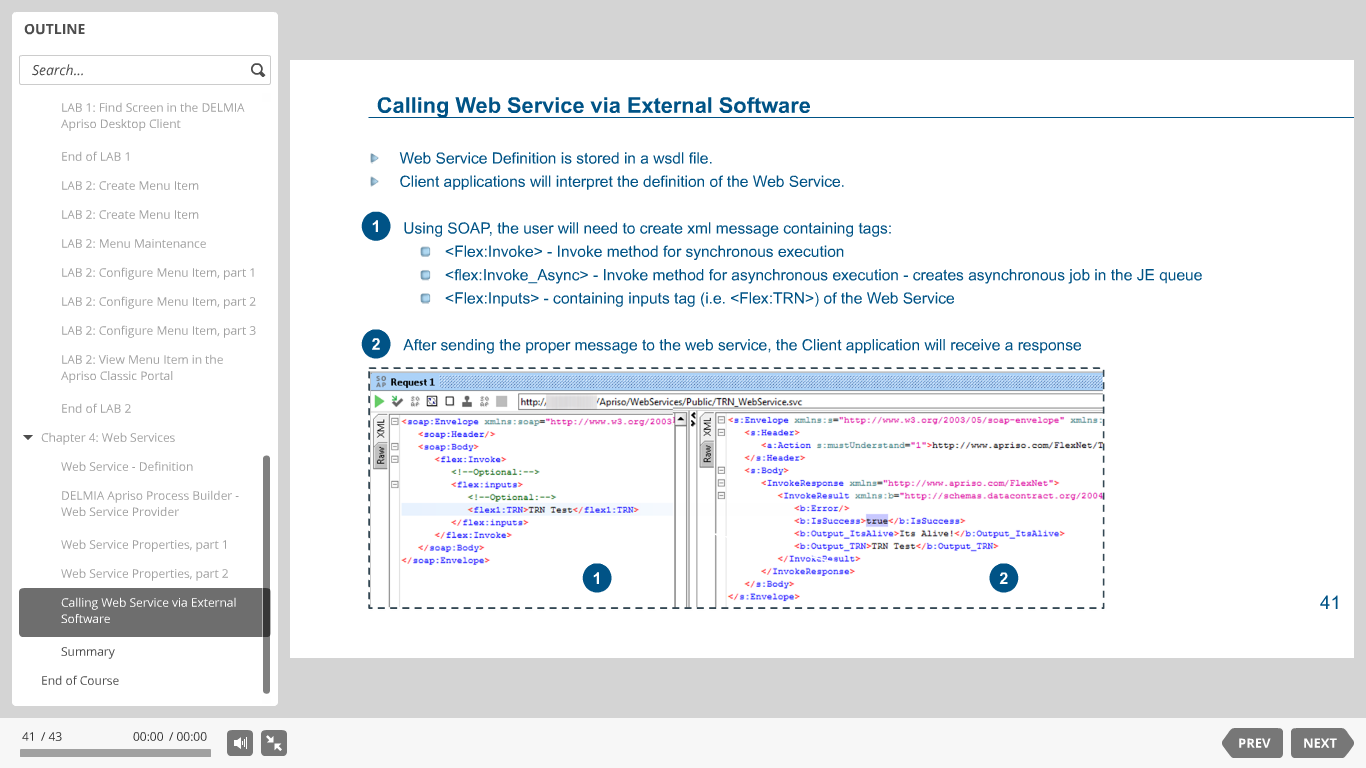 OUTLINE
Search...
LAB 1: Find Screen in the DELMIA
Apriso Desktop Client
End of LAB 1
LAB 2: Create Menu Item
LAB 2: Create Menu Item
LAB 2: Menu Maintenance
LAB 2: Configure Menu Item, part 1
LAB 2: Configure Menu Item, part 2
LAB 2: Configure Menu Item, part 3
LAB 2: View Menu Item in the
Apriso Classic Portal
End of LAB 2
Chapter 4: Web Services
Web Service - Definition
DELMIA Apriso Process Builder -
Web Service Provider
Web Service Properties, part 1
Web Service Properties, part 2
Calling Web Service via External
Software
Summary
End of Course
Calling Web Service via External Software
Web Service Definition is stored in a wsdl file.
Client applications will interpret the definition of the Web Service.
1 Using SOAP, the user will need to create xml message containing tags:
<Flex:Invoke> - Invoke method for synchronous execution
<flex:Invoke_Async> - Invoke method for asynchronous execution - creates asynchronous job in the JE queue
<Flex:Inputs> - containing inputs tag (i.e. <Flex:TRN>) of the Web Service
2 After sending the proper message to the web service, the Client application will receive a response
SOAP Request 1
http:/ /Apriso/WebServices/Public/TRN_WebService.svc
XML
Raw
<soap:Envelope xmlns:soap="http://www.w3.org/2003
<soap:Header/>
<soap:Body>
<flex:Invoke>
<!--Optional:-->
<flex:inputs>
<!--Optional:-->
<flex1:TRN>TRN Test</flex1:TRN>
</flex:inputs>
</flex:Invoke>
</soap:Body>
</soap:Envelope>
1
XML
Raw
<s:Envelope xmlns:s="http://www.w3.org/2003/05/soap-envelope" xmlns:
<s:Header>
<a:Action s:mustUnderstand="1">http://www.apriso.com/FlexNet/T
</s:Header>
<s:Body>
<InvokeResponse xmlns="http://www.apriso.com/FlexNet">
<InvokeResult xmlns:b="http://schemas.datacontract.org/2004
<b:Error/>
<b:IsSuccess>true</b:IsSuccess>
<b:Output_ItsAlive>Its Alive!</b:Output_ItsAlive>
<b:Output_TRN>TRN Test</b:Output_TRN>
</InvokeResult>
</InvokeResponse>
</s:Body>
</s:Envelope>
2
41
41 / 43
00:00 / 00:00
PREV
NEXT